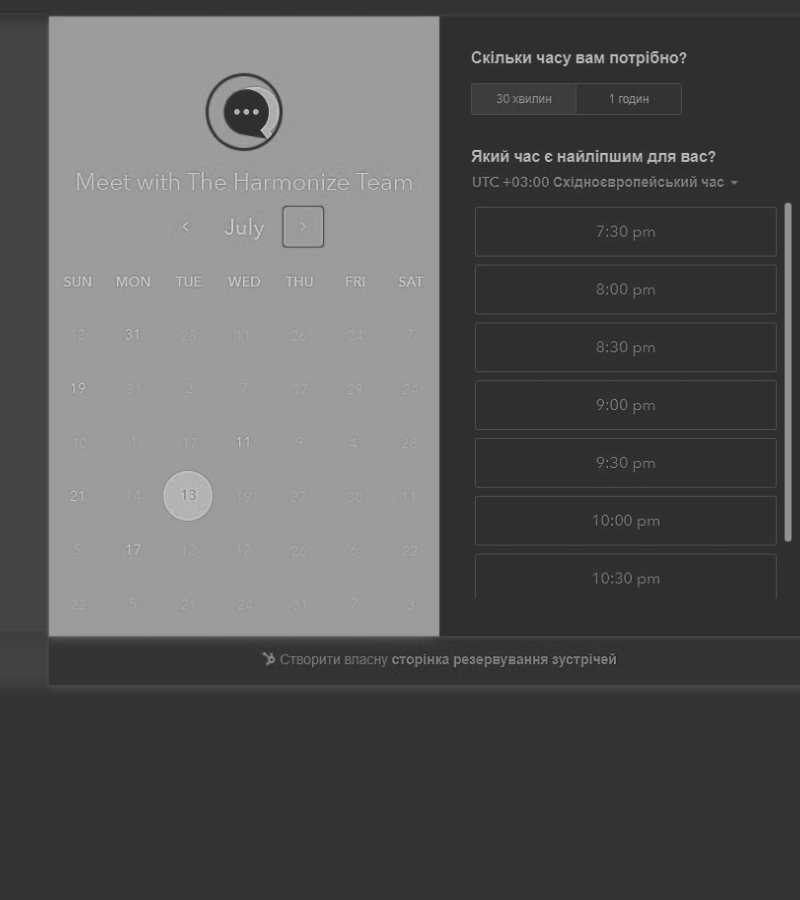 Meet with The Harmonize Team
July
SUN MON TUE WED THU FRI SAT
12 31 28 11 26 24 7
19 31 2 7 17 29 24
10 1 17 11 9 4 28
21 14 13 19 27 30 11
5 17 12 12 26 6 22
22 5 21 24 31 7 3
Скільки часу вам потрібно?
30 хвилин 1 годин
Який час є найліпшим для вас?
UTC +03:00 Східноєвропейський час
7:30 pm
8:00 pm
8:30 pm
9:00 pm
9:30 pm
10:00 pm
10:30 pm
Створити власну сторінка резервування зустрічей